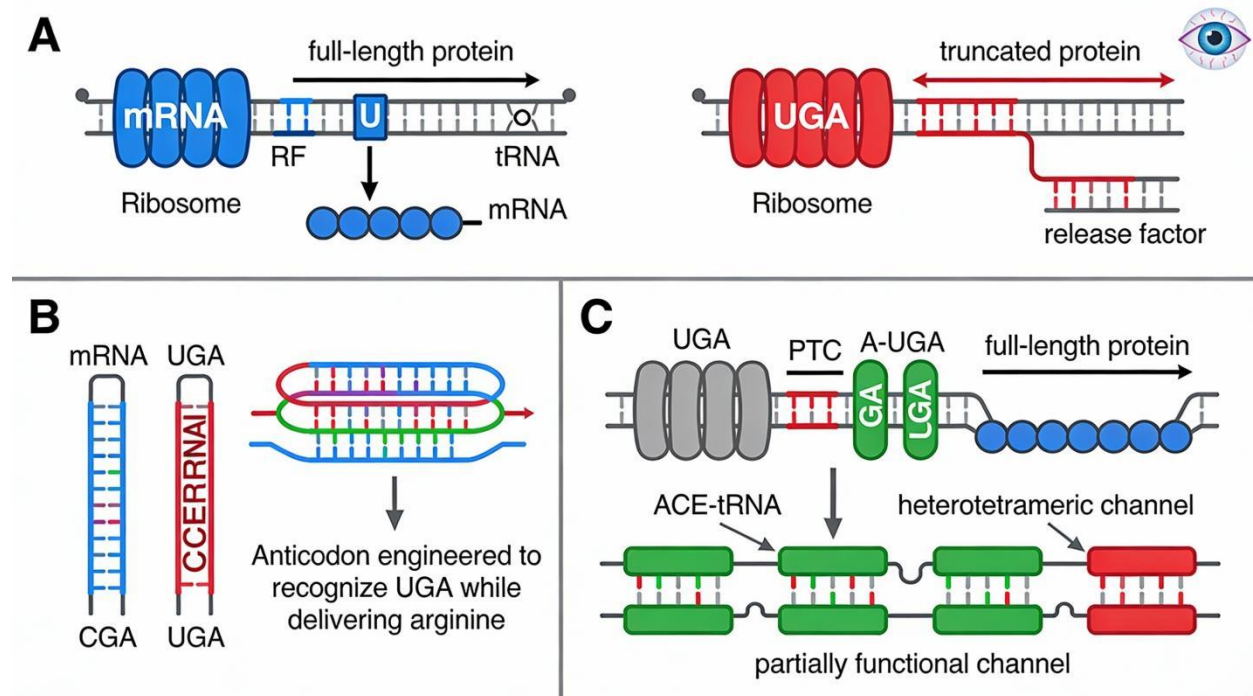 A
full-length protein
truncated protein
mRNA
U
UGA
RF
tRNA
Ribosome
mRNA
Ribosome
release factor
B
mRNA
UGA
CCERRNAI
CGA
UGA
Anticodon engineered to
recognize UGA while
delivering arginine
C
UGA
PTC
A-UGA
full-length protein
GA
LGA
ACE-tRNA
heterotetrameric channel
partially functional channel